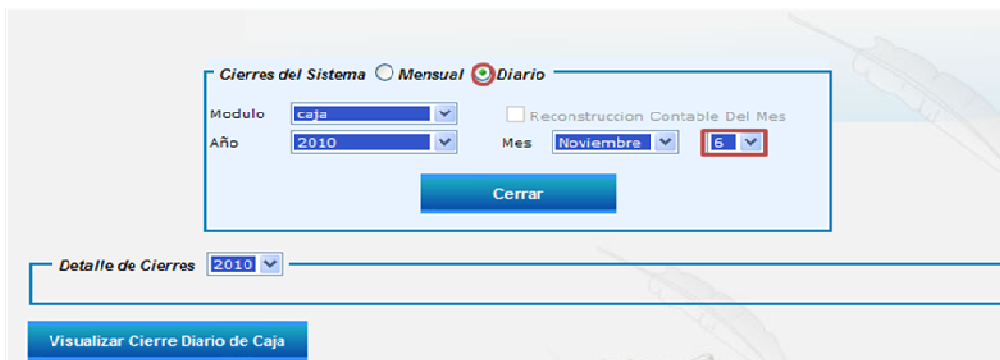 Cierres del Sistema Mensual Diario
Modulo caja Reconstruccion Contable Del Mes
Año 2010 Mes Noviembre 6
Cerrar
Detalle de Cierres 2010
Visualizar Cierre Diario de Caja